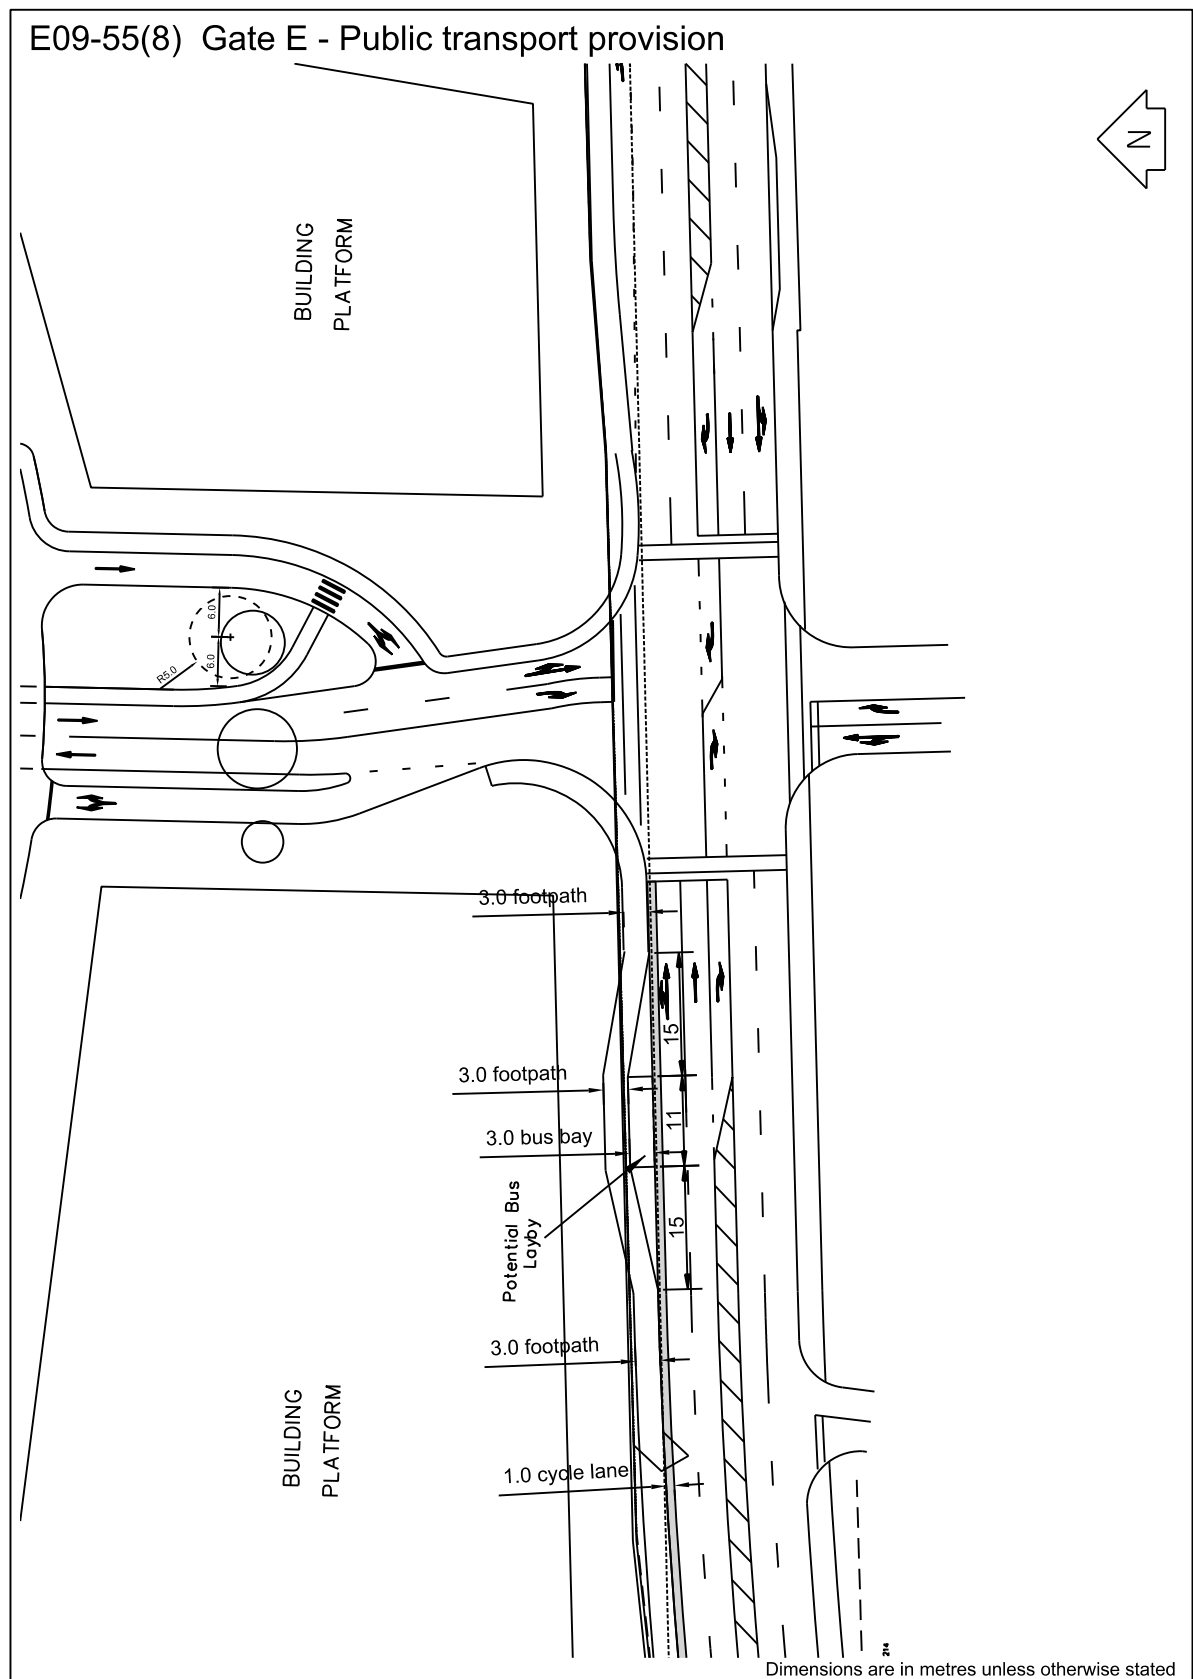 E09-55(8) Gate E - Public transport provision
N
BUILDING
PLATFORM
6.0
6.0
R5.0
3.0 footpath
15
3.0 footpath
11
3.0 bus bay
Potential Bus
Layby
15
3.0 footpath
BUILDING
PLATFORM
1.0 cycle lane
214
Dimensions are in metres unless otherwise stated